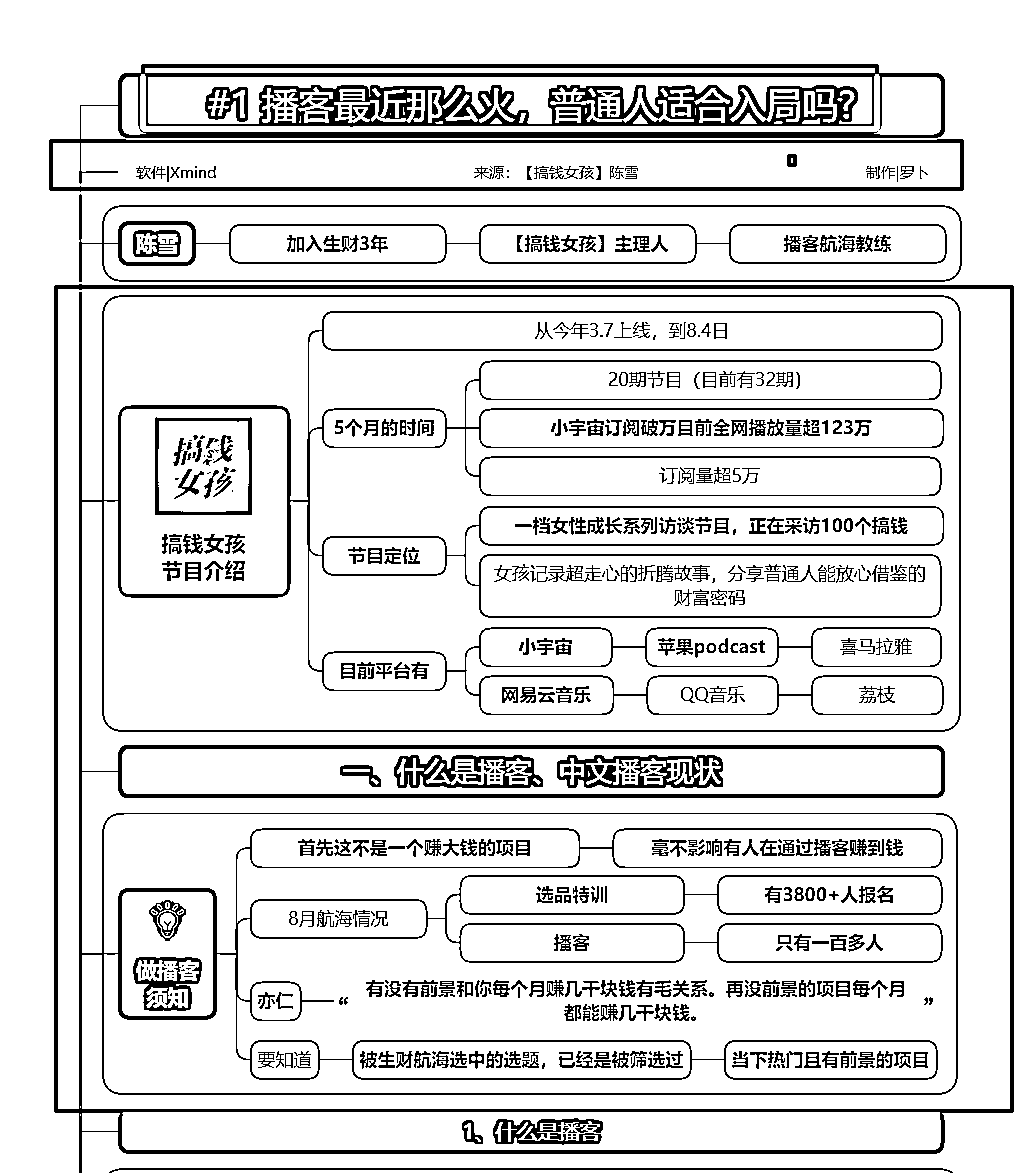 #1 播客最近那么火，普通人适合入局吗？
软件|Xmind
来源：【搞钱女孩】陈雪
制作|罗卜
陈雪
加入生财3年
【搞钱女孩】主理人
播客航海教练
搞钱
女孩
搞钱女孩
节目介绍
从今年3.7上线，到8.4日
5个月的时间
20期节目（目前有32期）
小宇宙订阅破万目前全网播放量超123万
订阅量超5万
节目定位
一档女性成长系列访谈节目，正在采访100个搞钱
女孩记录超走心的折腾故事，分享普通人能放心借鉴的
财富密码
目前平台有
小宇宙
苹果podcast
喜马拉雅
网易云音乐
QQ音乐
荔枝
一、什么是播客、中文播客现状
做播客
须知
首先这不是一个赚大钱的项目
毫不影响有人在通过播客赚到钱
8月航海情况
选品特训
有3800+人报名
播客
只有一百多人
亦仁
“ 有没有前景和你每个月赚几千块钱有毛关系。再没前景的项目每个月 ”
都能赚几千块钱。
要知道
被生财航海选中的选题，已经是被筛选过
当下热门且有前景的项目
1、什么是播客